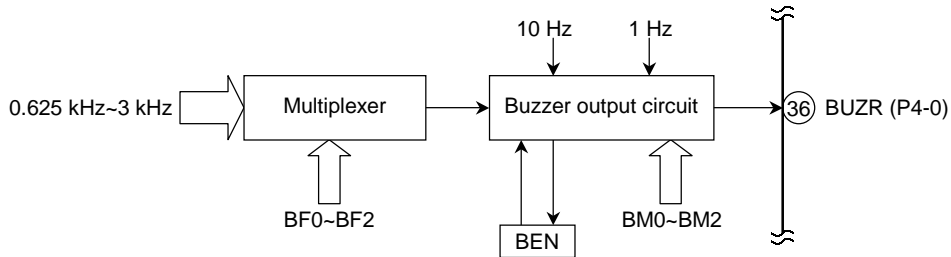 10 Hz
1 Hz
0.625 kHz~3 kHz
Multiplexer
Buzzer output circuit
36
BUZR (P4-0)
BF0~BF2
BM0~BM2
BEN